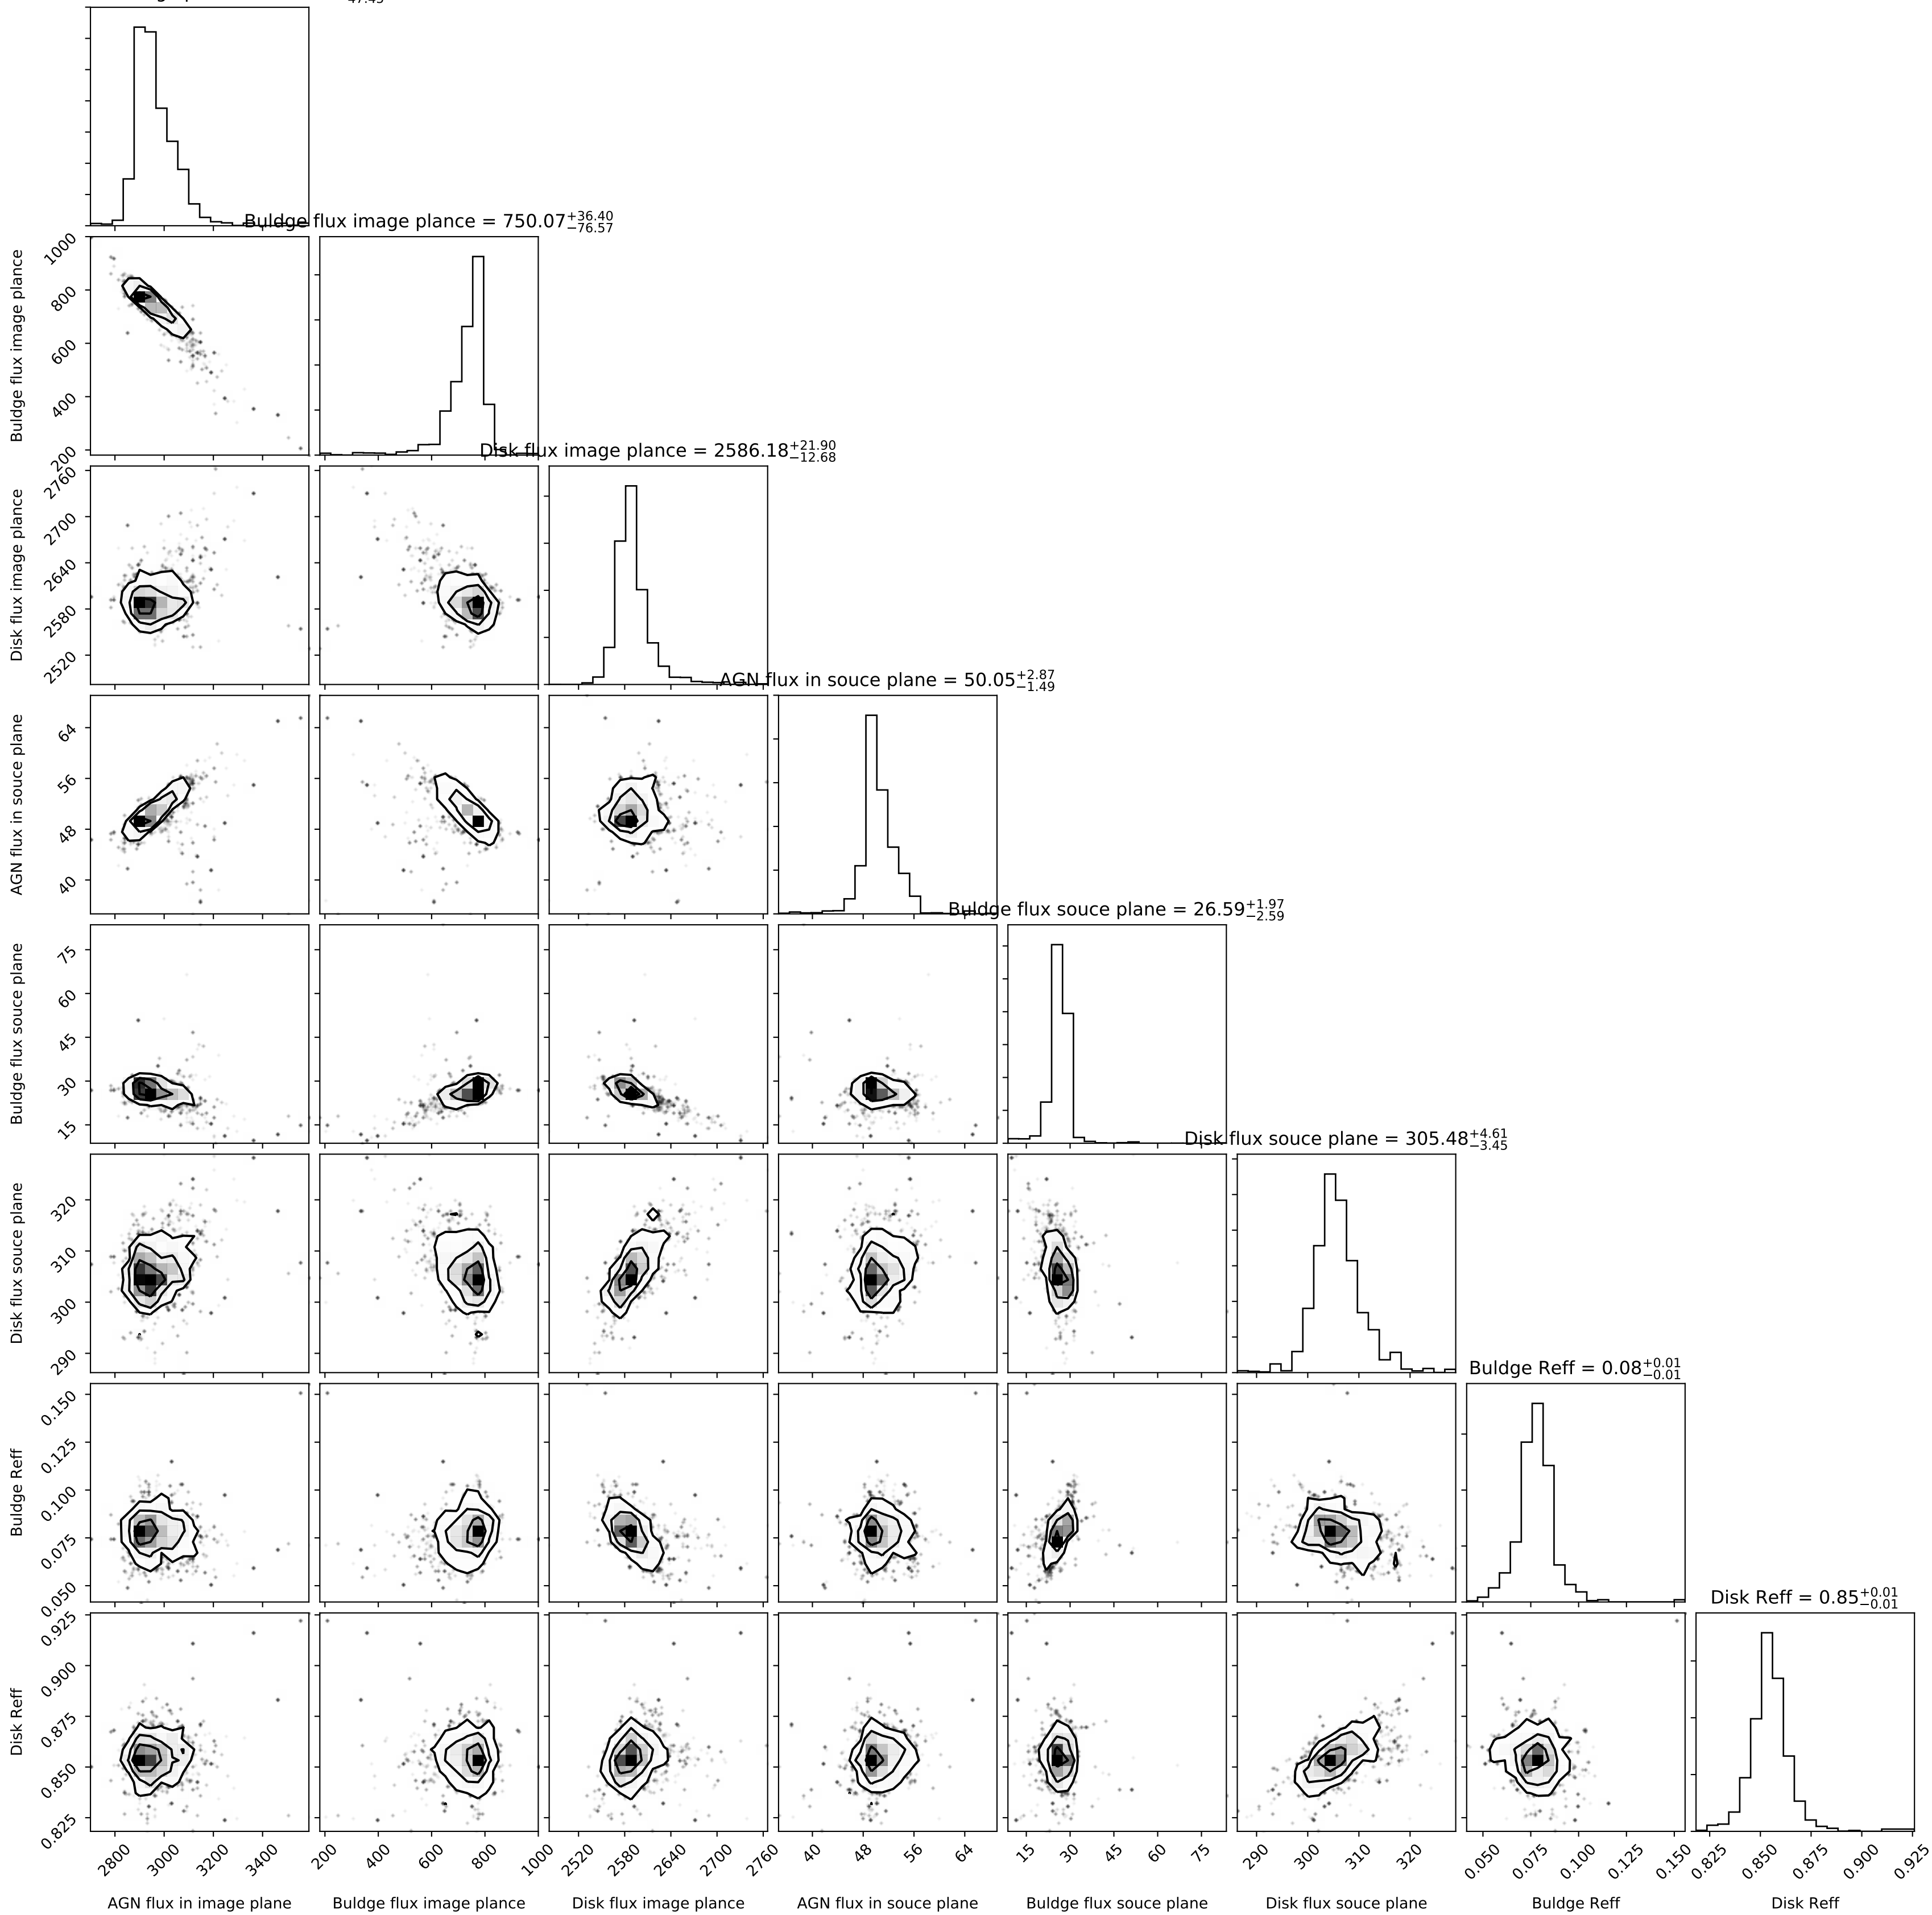 47.45
Buldge flux image plance = 750.07 +36.40 −76.57
1000
800
600
400
200
Buldge flux image plance
Disk flux image plance = 2586.18 +21.90 −12.68
2760
2700
2640
2580
2520
Disk flux image plance
AGN flux in souce plane = 50.05 +2.87 −1.49
64
56
48
40
AGN flux in souce plane
Buldge flux souce plane = 26.59 +1.97 −2.59
75
60
45
30
15
Buldge flux souce plane
Disk flux souce plane = 305.48 +4.61 −3.45
320
310
300
290
Disk flux souce plane
Buldge Reff = 0.08 +0.01 −0.01
0.150
0.125
0.100
0.075
0.050
Buldge Reff
Disk Reff = 0.85 +0.01 −0.01
0.925
0.900
0.875
0.850
0.825
Disk Reff
2800 3000 3200 3400
200 400 600 800 1000
2520 2580 2640 2700 2760
40 48 56 64
15 30 45 60 75
290 300 310 320
0.050 0.075 0.100 0.125 0.150
0.825 0.850 0.875 0.900 0.925
AGN flux in image plane
Buldge flux image plance
Disk flux image plance
AGN flux in souce plane
Buldge flux souce plane
Disk flux souce plane
Buldge Reff
Disk Reff